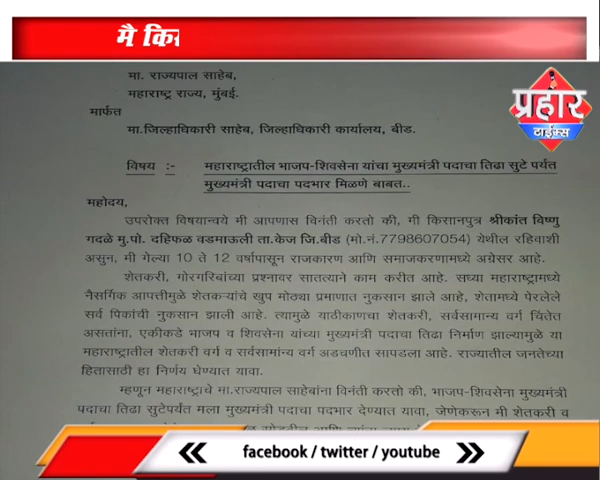 मै कि
मा. राज्यपाल साहेब,
महाराष्ट्र राज्य, मुंबई.
प्रहार
टाईम्स
मार्फत
मा.जिल्हाधिकारी साहेब, जिल्हाधिकारी कार्यालय, बीड.
विषय :- महाराष्ट्रातील भाजप-शिवसेना यांचा मुख्यमंत्री पदाचा तिढा सुटे पर्यंत
मुख्यमंत्री पदाचा पदभार मिळणे बाबत..
महोदय,
उपरोक्त विषयान्वये मी आपणास विनंती करतो की, मी किसानपुत्र श्रीकांत विष्णु
गदळे मु.पो. दहिफळ वडमाऊली ता.केज जि.बीड (मो.नं.7798607054) येथील रहिवाशी
असुन, मी गेल्या 10 ते 12 वर्षापासून राजकारण आणि समाजकरणामध्ये अग्रेसर आहे.
शेतकरी, गोरगरिबांच्या प्रश्नावर सातत्याने काम करीत आहे. सध्या महाराष्ट्रामध्ये
नैसर्गिक आपत्तीमुळे शेतकऱ्यांचे खुप मोठ्या प्रमाणात नुकसान झाले आहे, शेतामध्ये पेरलेले
सर्व पिकांची नुकसान झाली आहे. त्यामुळे याठीकाणचा शेतकरी, सर्वसामान्य वर्ग चिंतेत
असतांना, एकीकडे भाजप व शिवसेना यांच्या मुख्यमंत्री पदाचा तिढा निर्माण झाल्यामुळे या
महाराष्ट्रातील शेतकरी वर्ग व सर्वसामांन्य वर्ग अडचणीत सापडला आहे. राज्यातील जनतेच्या
हितासाठी हा निर्णय घेण्यात यावा.
म्हणून महाराष्ट्राचे मा.राज्यपाल साहेबांना विनंती करतो की, भाजप-शिवसेना मुख्यमंत्री
पदाचा तिढा सुटेपर्यंत मला मुख्यमंत्री पदाचा पदभार देण्यात यावा, जेणेकरून मी शेतकरी व
facebook / twitter / youtube